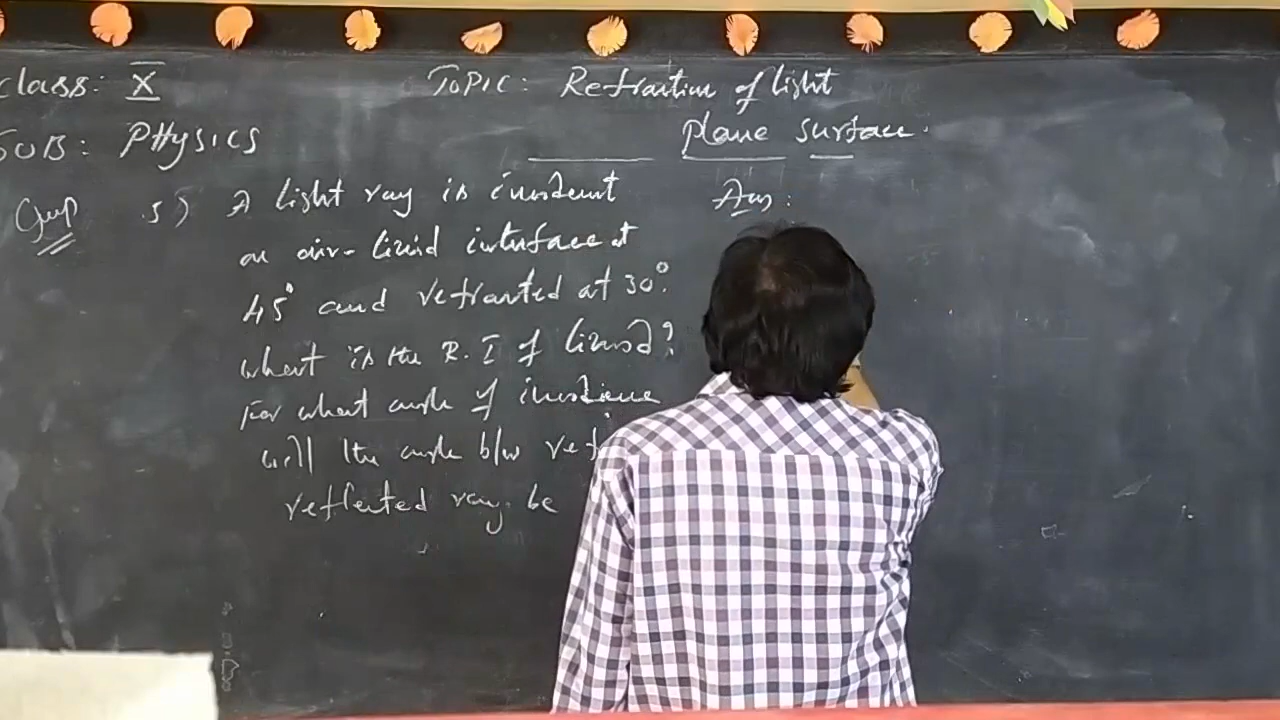 Class: X
TOPIC: Refraction of light
SUB: PHYSICS
plane surface.
5) A light ray is incident
Ans:
on air-liquid interface at
45° and refracted at 30°.
what is the R.I of liquid?
For what angle of incidence
will the angle b/w
reflected ray be